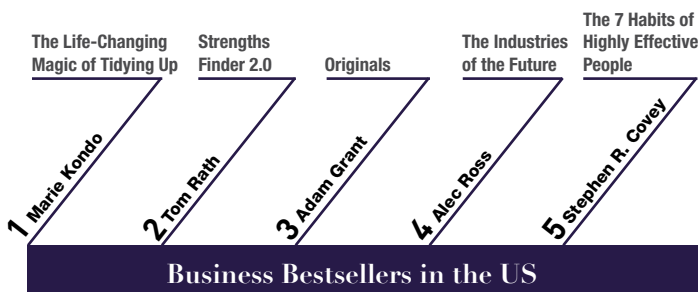 The Life-Changing
Magic of Tidying Up
Strengths
Finder 2.0
Originals
The Industries
of the Future
The 7 Habits of
Highly Effective
People
1 Marie Kondo
2 Tom Rath
3 Adam Grant
4 Alec Ross
5 Stephen R. Covey
Business Bestsellers in the US